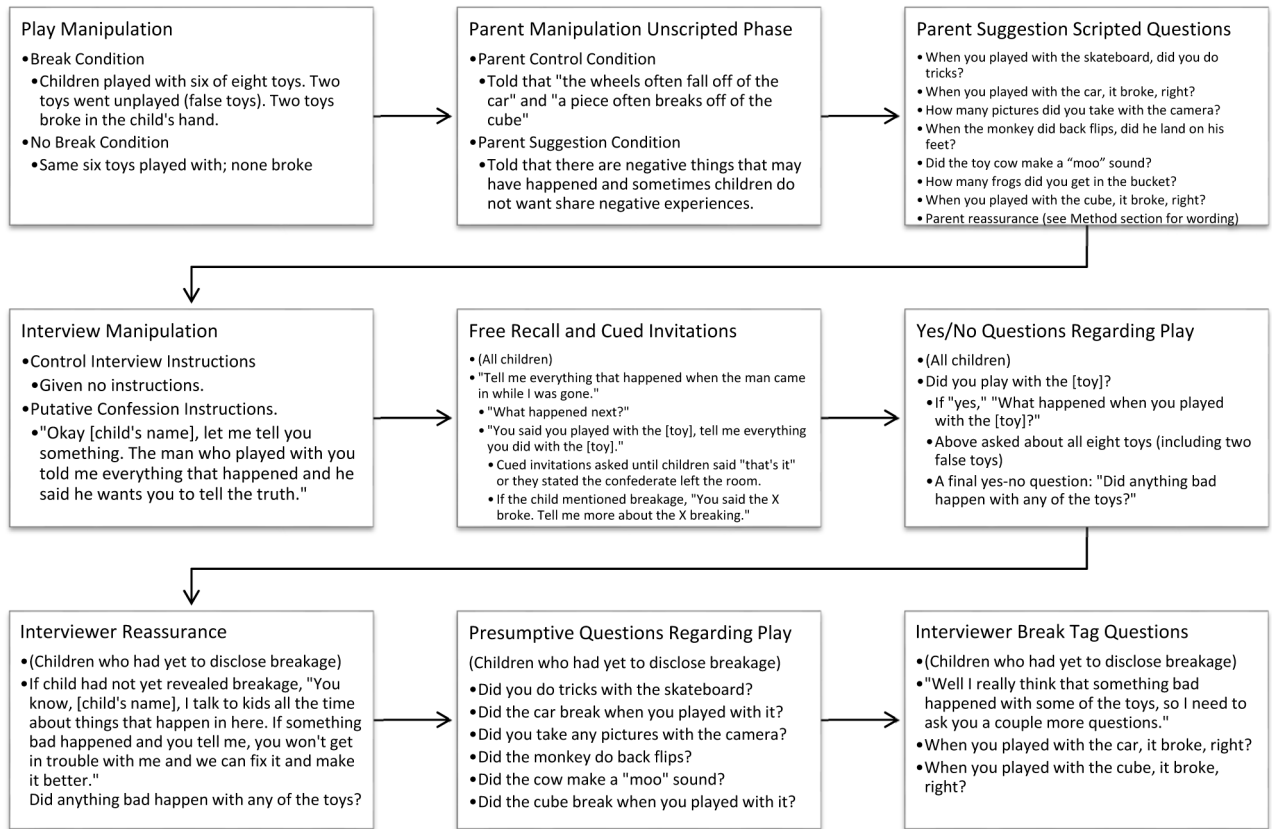 Play Manipulation
•Break Condition
•Children played with six of eight toys. Two
toys went unplayed (false toys). Two toys
broke in the child's hand.
•No Break Condition
•Same six toys played with; none broke
Parent Manipulation Unscripted Phase
•Parent Control Condition
•Told that "the wheels often fall off of the
car" and "a piece often breaks off of the
cube"
•Parent Suggestion Condition
•Told that there are negative things that may
have happened and sometimes children do
not want share negative experiences.
Parent Suggestion Scripted Questions
•When you played with the skateboard, did you do
tricks?
•When you played with the car, it broke, right?
•How many pictures did you take with the camera?
•When the monkey did back flips, did he land on his
feet?
•Did the toy cow make a “moo” sound?
•How many frogs did you get in the bucket?
•When you played with the cube, it broke, right?
•Parent reassurance (see Method section for wording)
Interview Manipulation
•Control Interview Instructions
•Given no instructions.
•Putative Confession Instructions.
•"Okay [child's name], let me tell you
something. The man who played with you
told me everything that happened and he
said he wants you to tell the truth."
Free Recall and Cued Invitations
•(All children)
•"Tell me everything that happened when the man came
in while I was gone."
•"What happened next?"
•"You said you played with the [toy], tell me everything
you did with the [toy]."
•Cued invitations asked until children said "that's it"
or they stated the confederate left the room.
•If the child mentioned breakage, "You said the X
broke. Tell me more about the X breaking."
Yes/No Questions Regarding Play
•(All children)
•Did you play with the [toy]?
•If "yes," "What happened when you played
with the [toy]?"
•Above asked about all eight toys (including two
false toys)
•A final yes-no question: "Did anything bad
happen with any of the toys?"
Interviewer Reassurance
•(Children who had yet to disclose breakage)
•If child had not yet revealed breakage, "You
know, [child's name], I talk to kids all the time
about things that happen in here. If something
bad happened and you tell me, you won't get
in trouble with me and we can fix it and make
it better."
Did anything bad happen with any of the toys?
Presumptive Questions Regarding Play
(Children who had yet to disclose breakage)
•Did you do tricks with the skateboard?
•Did the car break when you played with it?
•Did you take any pictures with the camera?
•Did the monkey do back flips?
•Did the cow make a "moo" sound?
•Did the cube break when you played with it?
Interviewer Break Tag Questions
•(Children who had yet to disclose breakage)
•"Well I really think that something bad
happened with some of the toys, so I need to
ask you a couple more questions."
•When you played with the car, it broke, right?
•When you played with the cube, it broke,
right?